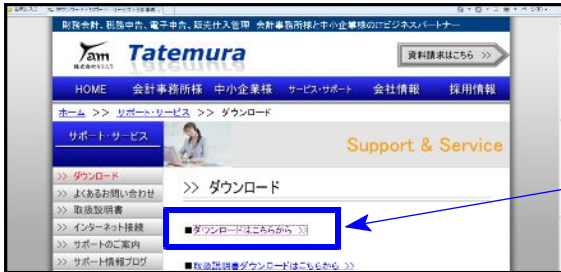 財務会計、税務申告、電子申告、販売仕入管理 会計事務所様と中小企業様のITビジネスパートナー
Tam Tatemura
株式会社タテムラ
資料請求はこちら >>
HOME 会計事務所様 中小企業様 サービス・サポート 会社情報 採用情報
ホーム >> サポート・サービス >> ダウンロード
サポート・サービス
Support & Service
>> ダウンロード
>> よくあるお問い合わせ
>> 取扱説明書
>> インターネット接続
>> サポートのご案内
>> サポート情報ブログ
>> ダウンロード
■ダウンロードはこちらから >>
■取扱説明書ダウンロードはこちらから >>